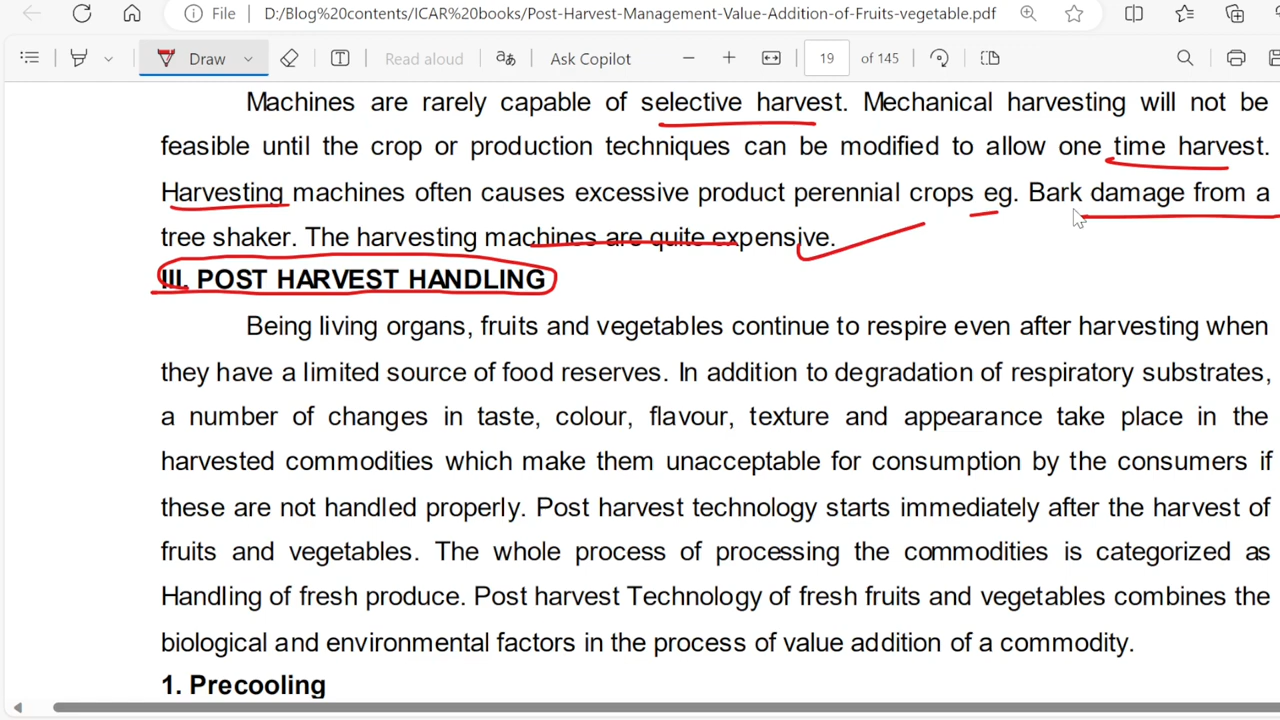 File D:/Blog%20contents/ICAR%20books/Post-Harvest-Management-Value-Addition-of-Fruits-vegetable.pdf
Draw Read aloud aあ Ask Copilot 19 of 145
Machines are rarely capable of selective harvest. Mechanical harvesting will not be
feasible until the crop or production techniques can be modified to allow one time harvest.
Harvesting machines often causes excessive product perennial crops eg. Bark damage from a
tree shaker. The harvesting machines are quite expensive.
III. POST HARVEST HANDLING
Being living organs, fruits and vegetables continue to respire even after harvesting when
they have a limited source of food reserves. In addition to degradation of respiratory substrates,
a number of changes in taste, colour, flavour, texture and appearance take place in the
harvested commodities which make them unacceptable for consumption by the consumers if
these are not handled properly. Post harvest technology starts immediately after the harvest of
fruits and vegetables. The whole process of processing the commodities is categorized as
Handling of fresh produce. Post harvest Technology of fresh fruits and vegetables combines the
biological and environmental factors in the process of value addition of a commodity.
1. Precooling